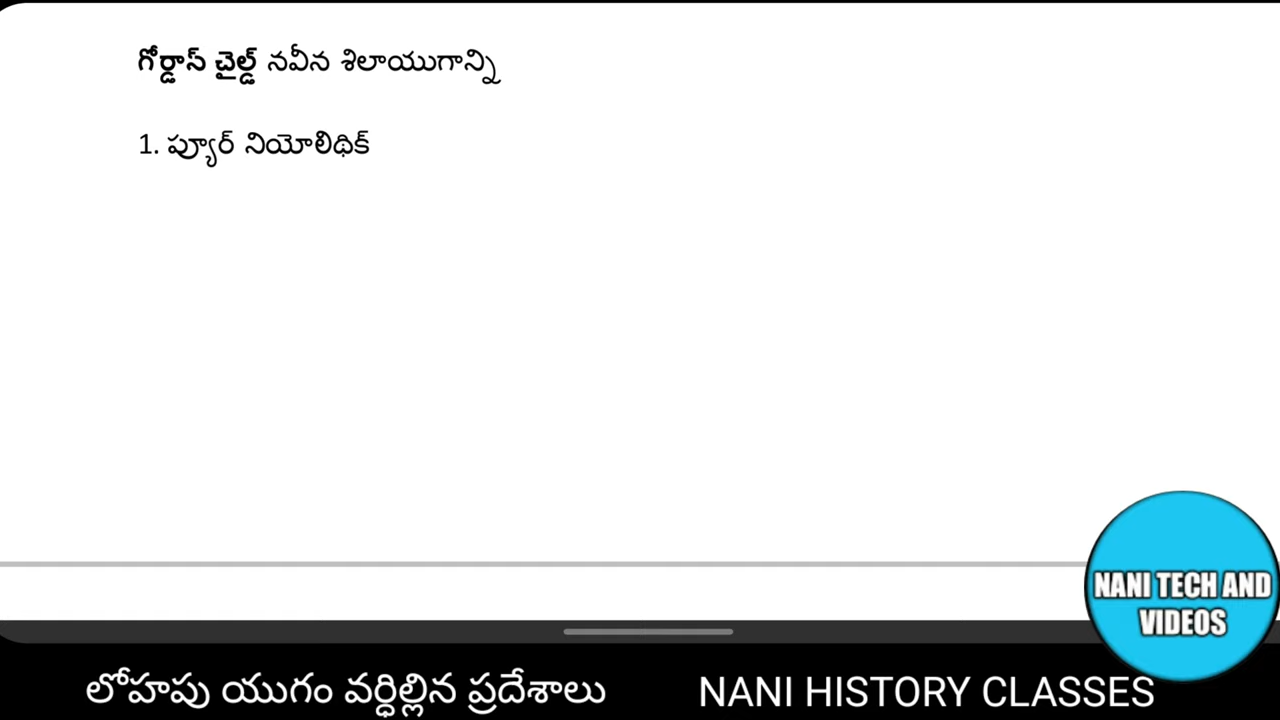 గోర్డాస్ చైల్డ్ నవీన శిలాయుగాన్ని
1. ప్యూర్ నియోలిథిక్
NANI TECH AND
VIDEOS
లోహపు యుగం వర్ధిల్లిన ప్రదేశాలు
NANI HISTORY CLASSES